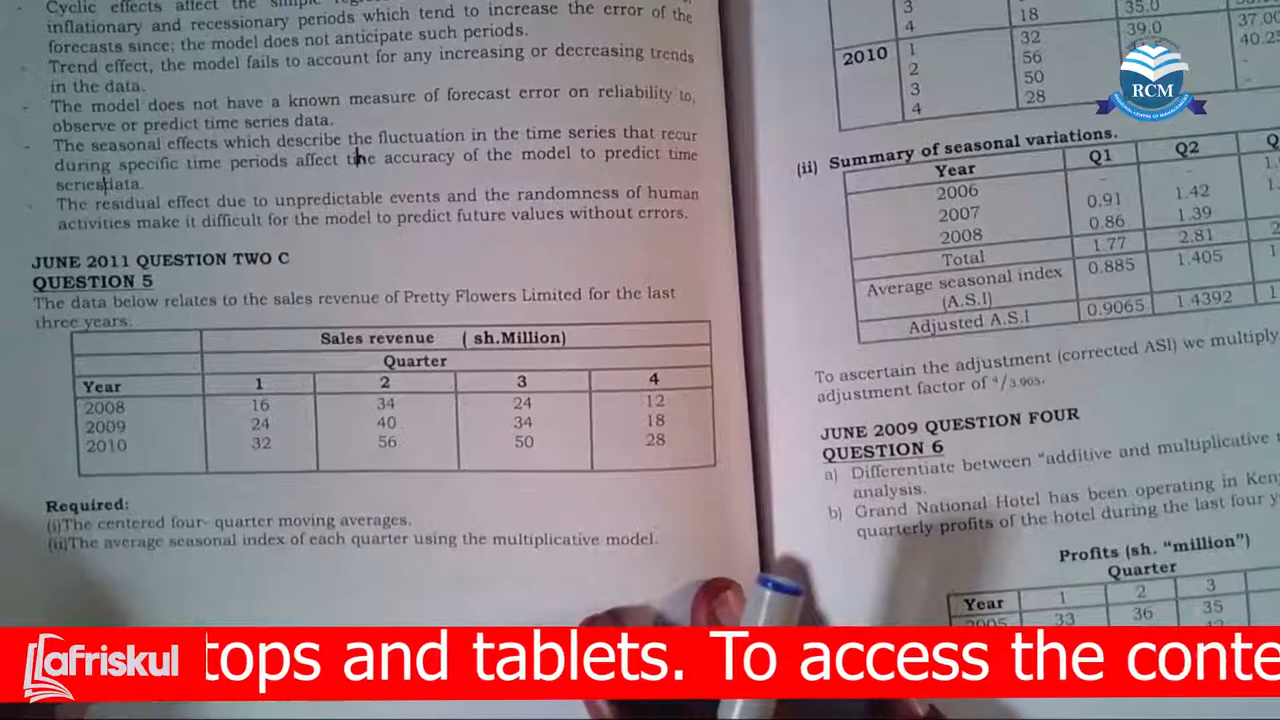 Cyclic effects affect the simple
inflationary and recessionary periods which tend to increase the error of the
forecasts since; the model does not anticipate such periods.
- Trend effect, the model fails to account for any increasing or decreasing trends
in the data.
- The model does not have a known measure of forecast error on reliability to,
observe or predict time series data.
- The seasonal effects which describe the fluctuation in the time series that recur
during specific time periods affect the accuracy of the model to predict time
series data.
- The residual effect due to unpredictable events and the randomness of human
activities make it difficult for the model to predict future values without errors.
JUNE 2011 QUESTION TWO C
QUESTION 5
The data below relates to the sales revenue of Pretty Flowers Limited for the last
three years.
Sales revenue ( sh.Million)
Quarter
Year 1 2 3 4
2008 16 34 24 12
2009 24 40 34 18
2010 32 56 50 28
Required:
(i)The centered four- quarter moving averages.
(ii)The average seasonal index of each quarter using the multiplicative model.
3 18 35.0
4 32 39.0 37.00
2010 1 56 40.25
2 50 -
3 28 -
4
RCM
REGIONAL CENTRE OF MANAGEMENT
(ii) Summary of seasonal variations.
Year Q1 Q2
2006 -
2007 0.91 1.42
2008 0.86 1.39
Total 1.77 2.81
Average seasonal index 0.885 1.405
(A.S.I)
Adjusted A.S.I 0.9065 1.4392
To ascertain the adjustment (corrected ASI) we multiply
adjustment factor of 4/3.905.
JUNE 2009 QUESTION FOUR
QUESTION 6
a) Differentiate between “additive and multiplicative
analysis.
b) Grand National Hotel has been operating in
quarterly profits of the hotel during the last four
Profits (sh. “million”)
Quarter
Year 1 2 3
2005 33 36 35
afriskul
tops and tablets. To access the conte